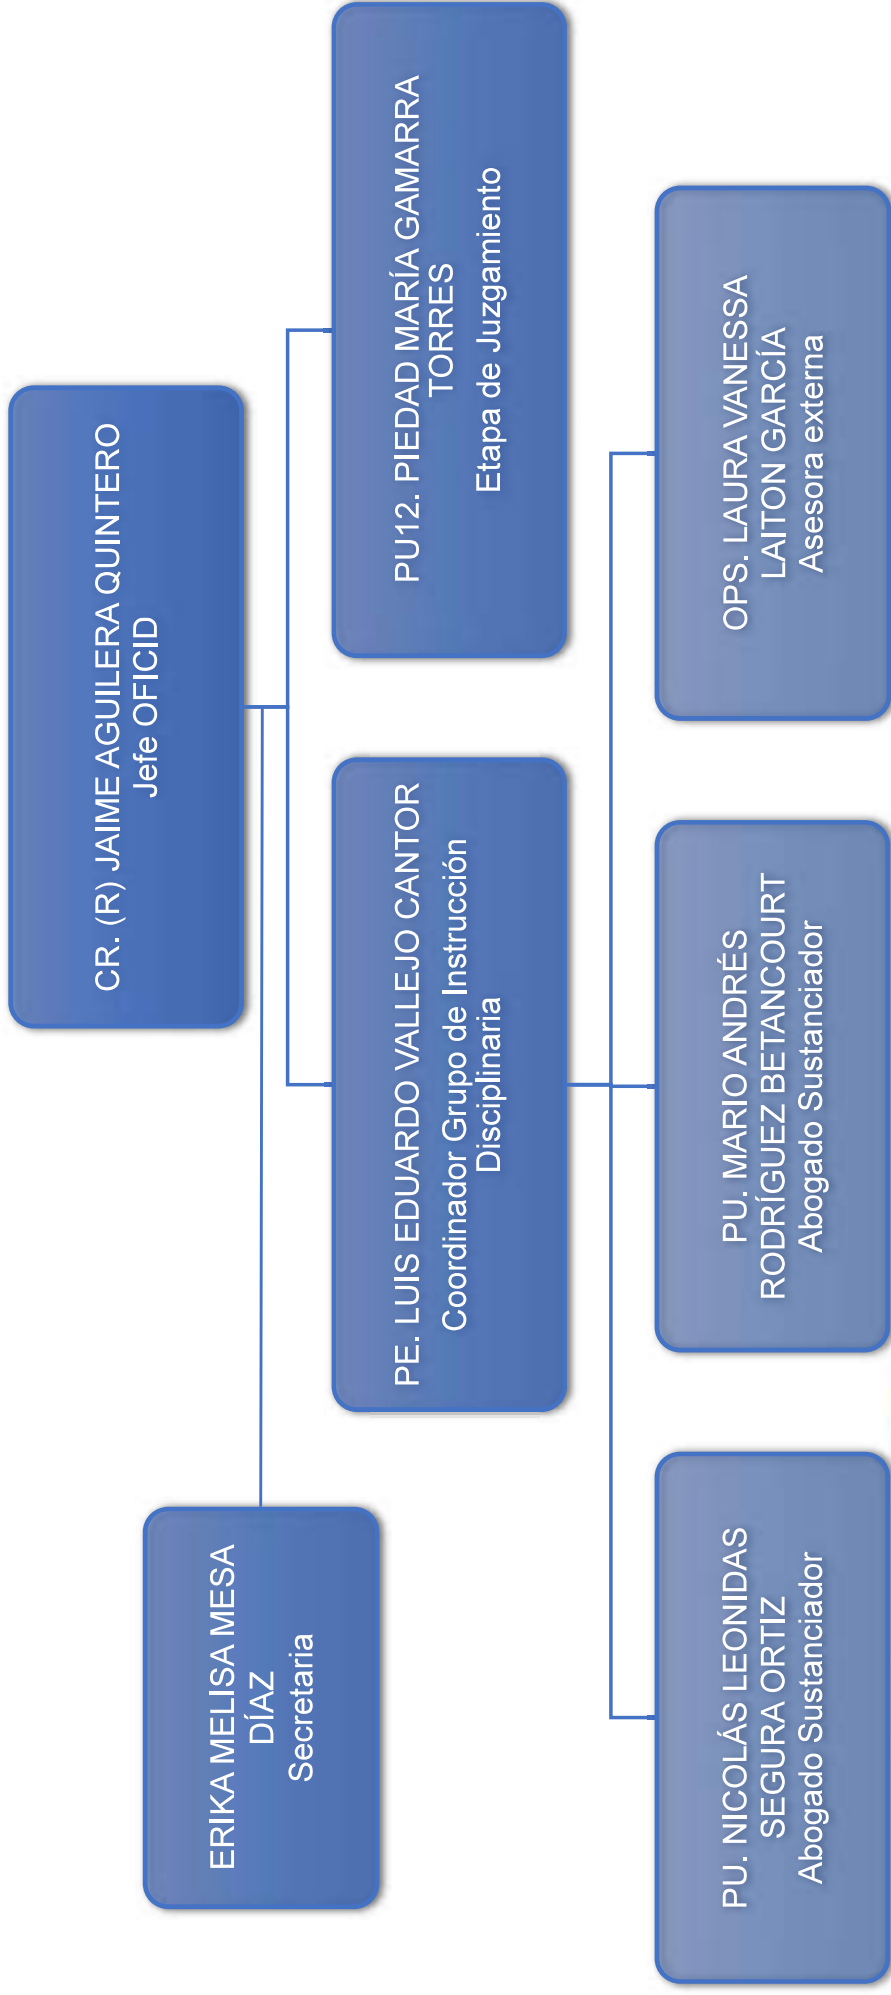 CR. (R) JAIME AGUILERA QUINTERO
Jefe OFICID
ERIKA MELISA MESA
DÍAZ
Secretaria
PE. LUIS EDUARDO VALLEJO CANTOR
Coordinador Grupo de Instrucción
Disciplinaria
PU12. PIEDAD MARÍA GAMARRA
TORRES
Etapa de Juzgamiento
PU. NICOLÁS LEONIDAS
SEGURA ORTIZ
Abogado Sustanciador
PU. MARIO ANDRÉS
RODRÍGUEZ BETANCOURT
Abogado Sustanciador
OPS. LAURA VANESSA
LAITON GARCÍA
Asesora externa